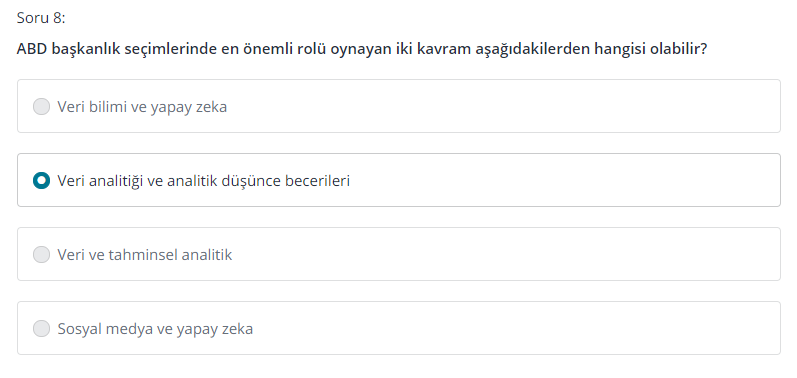 Soru 8:
ABD başkanlık seçimlerinde en önemli rolü oynayan iki kavram aşağıdakilerden hangisi olabilir?
Veri bilimi ve yapay zeka
Veri analitiği ve analitik düşünce becerileri
Veri ve tahminsel analitik
Sosyal medya ve yapay zeka